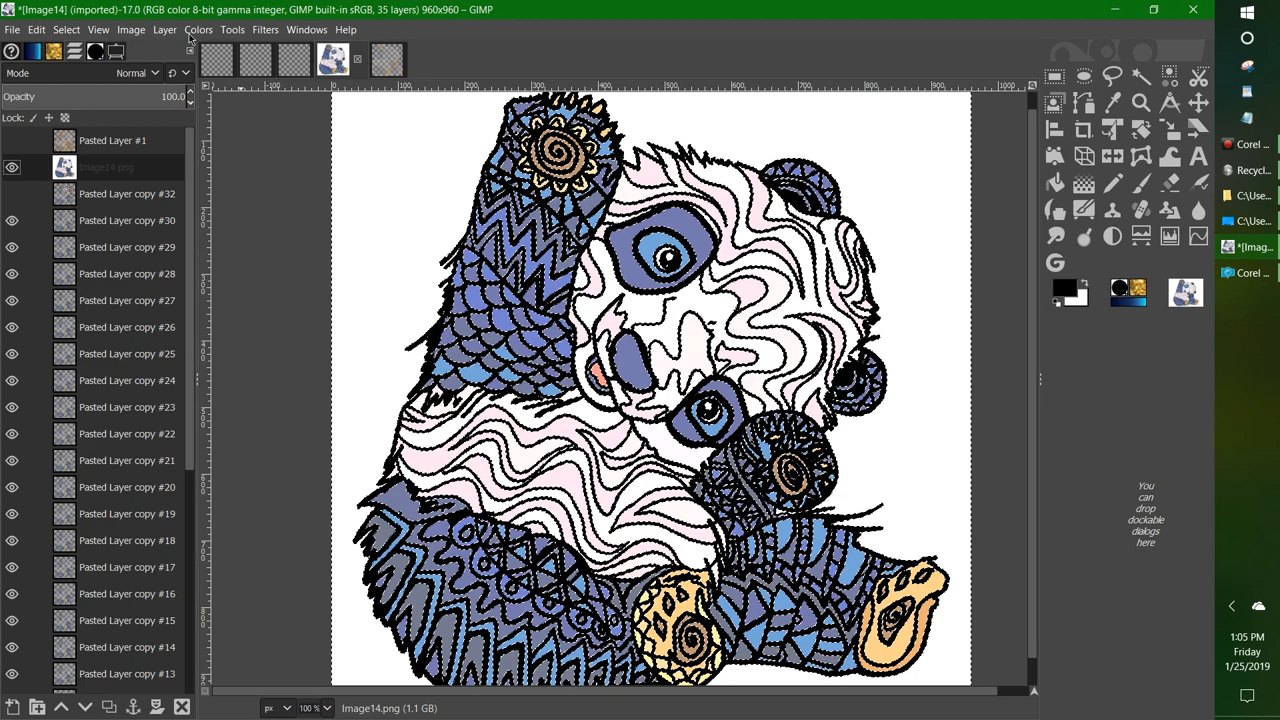 *[Image14] (imported)-17.0 (RGB color 8-bit gamma integer, GIMP built-in sRGB, 35 layers) 960x960 – GIMP
File Edit Select View Image Layer Colors Tools Filters Windows Help
Mode Normal
Opacity 100.0
Lock:
Pasted Layer #1
Image14.png
Pasted Layer copy #32
Pasted Layer copy #30
Pasted Layer copy #29
Pasted Layer copy #28
Pasted Layer copy #27
Pasted Layer copy #26
Pasted Layer copy #25
Pasted Layer copy #24
Pasted Layer copy #23
Pasted Layer copy #22
Pasted Layer copy #21
Pasted Layer copy #20
Pasted Layer copy #19
Pasted Layer copy #18
Pasted Layer copy #17
Pasted Layer copy #16
Pasted Layer copy #15
Pasted Layer copy #14
Pasted Layer copy #13
px 100 % Image14.png (1.1 GB)
You
can
drop
dockable
dialogs
here
Corel ...
Recycl...
C:\Use...
C:\Use...
*[Imag...
Corel ...
1:05 PM
Friday
1/25/2019